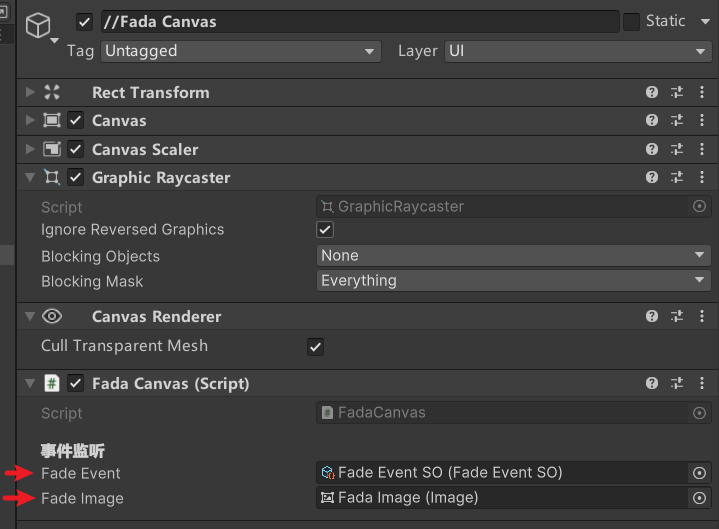 //Fada Canvas Static
Tag Untagged Layer UI
Rect Transform
Canvas
Canvas Scaler
Graphic Raycaster
Script GraphicRaycaster
Ignore Reversed Graphics
Blocking Objects None
Blocking Mask Everything
Canvas Renderer
Cull Transparent Mesh
# Fada Canvas (Script)
Script # FadaCanvas
事件监听
Fade Event Fade Event SO (Fade Event SO)
Fade Image Fada Image (Image)